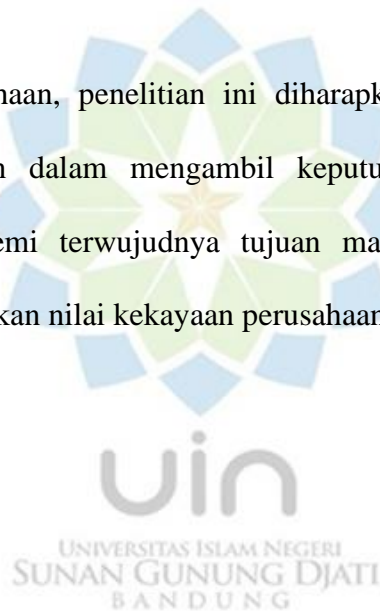 naan, penelitian ini diharapk
dalam mengambil keputu
emi terwujudnya tujuan ma
kan nilai kekayaan perusahaan
uin
UNIVERSITAS ISLAM NEGERI
SUNAN GUNUNG DJATI
BANDUNG